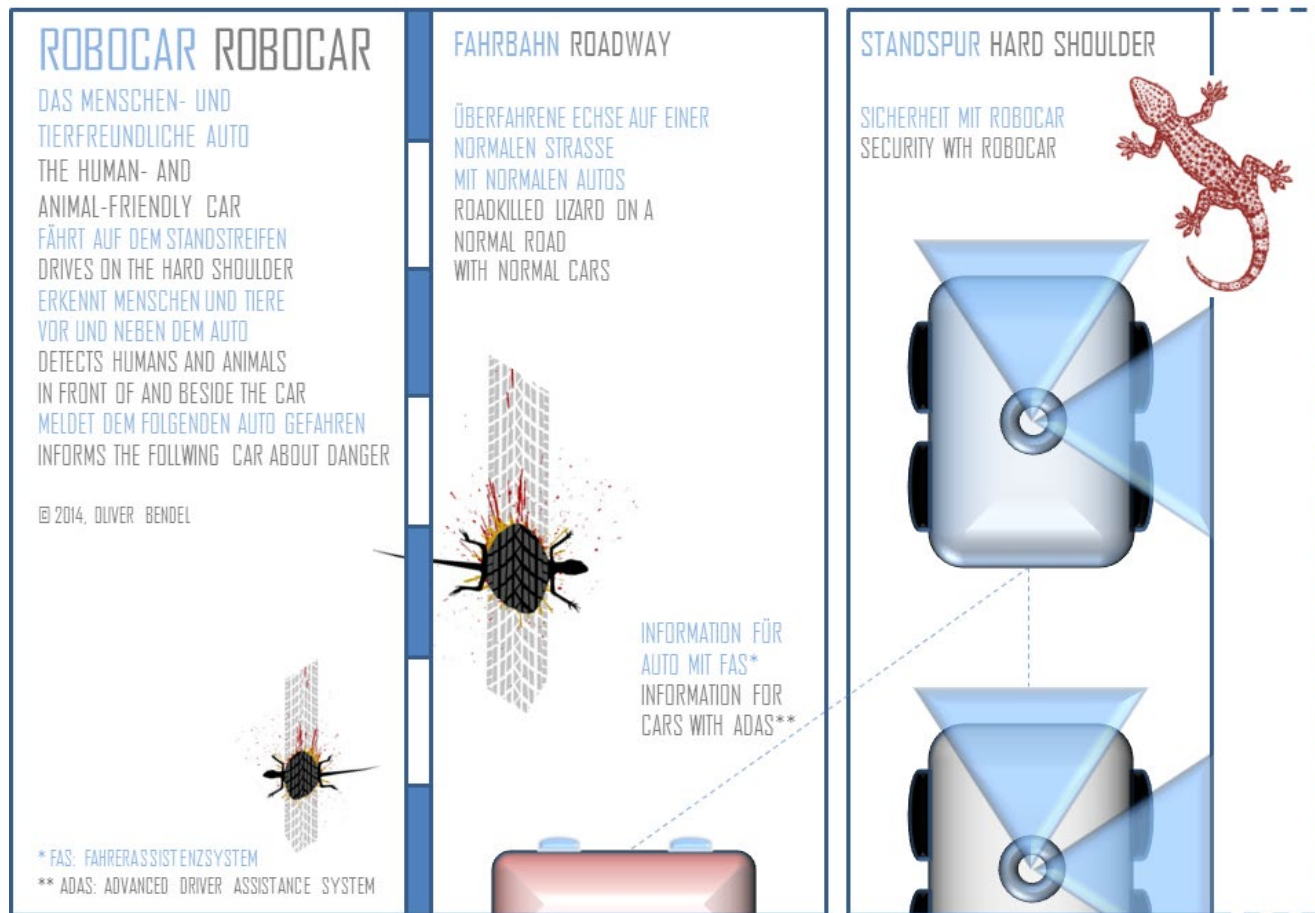 ROBOCAR ROBOCAR
DAS MENSCHEN- UND
TIERFREUNDLICHE AUTO
THE HUMAN- AND
ANIMAL-FRIENDLY CAR
FÄHRT AUF DEM STANDSTREIFEN
DRIVES ON THE HARD SHOULDER
ERKENNT MENSCHEN UND TIERE
VOR UND NEBEN DEM AUTO
DETECTS HUMANS AND ANIMALS
IN FRONT OF AND BESIDE THE CAR
MELDET DEM FOLGENDEN AUTO GEFAHREN
INFORMS THE FOLLWING CAR ABOUT DANGER
© 2014, OLIVER BENDEL
* FAS: FAHRERASSISTENZSYSTEM
** ADAS: ADVANCED DRIVER ASSISTANCE SYSTEM
FAHRBAHN ROADWAY
ÜBERFAHRENE ECHSE AUF EINER
NORMALEN STRASSE
MIT NORMALEN AUTOS
ROADKILLED LIZARD ON A
NORMAL ROAD
WITH NORMAL CARS
INFORMATION FÜR
AUTO MIT FAS*
INFORMATION FOR
CARS WITH ADAS**
STANDSPUR HARD SHOULDER
SICHERHEIT MIT ROBOCAR
SECURITY WTH ROBOCAR